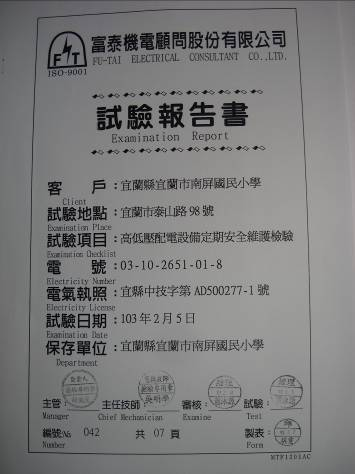 FT
ISO-9001
富泰機電顧問股份有限公司
FU-TAI ELECTRICAL CONSULTANT CO.,LTD.
試驗報告書
Examination Report
客戶:宜蘭縣宜蘭市南屏國民小學
Client
試驗地點:宜蘭市泰山路98號
Examination Place
試驗項目:高低壓配電設備定期安全維護檢驗
Examination Checklist
電號:03-10-2651-01-8
Electricity Number
電氣執照:宜縣中技字第AD500277-1號
Electricity License
試驗日期:103年2月5日
Examination Date
保存單位:宜蘭縣宜蘭市南屏國民小學
Department
主管: 主任技師: 審核: 試驗:
Manager Chief Mechanician Examine Test
編號:№ 042 共 07 頁 製表:
Number Form
MTF1201AC